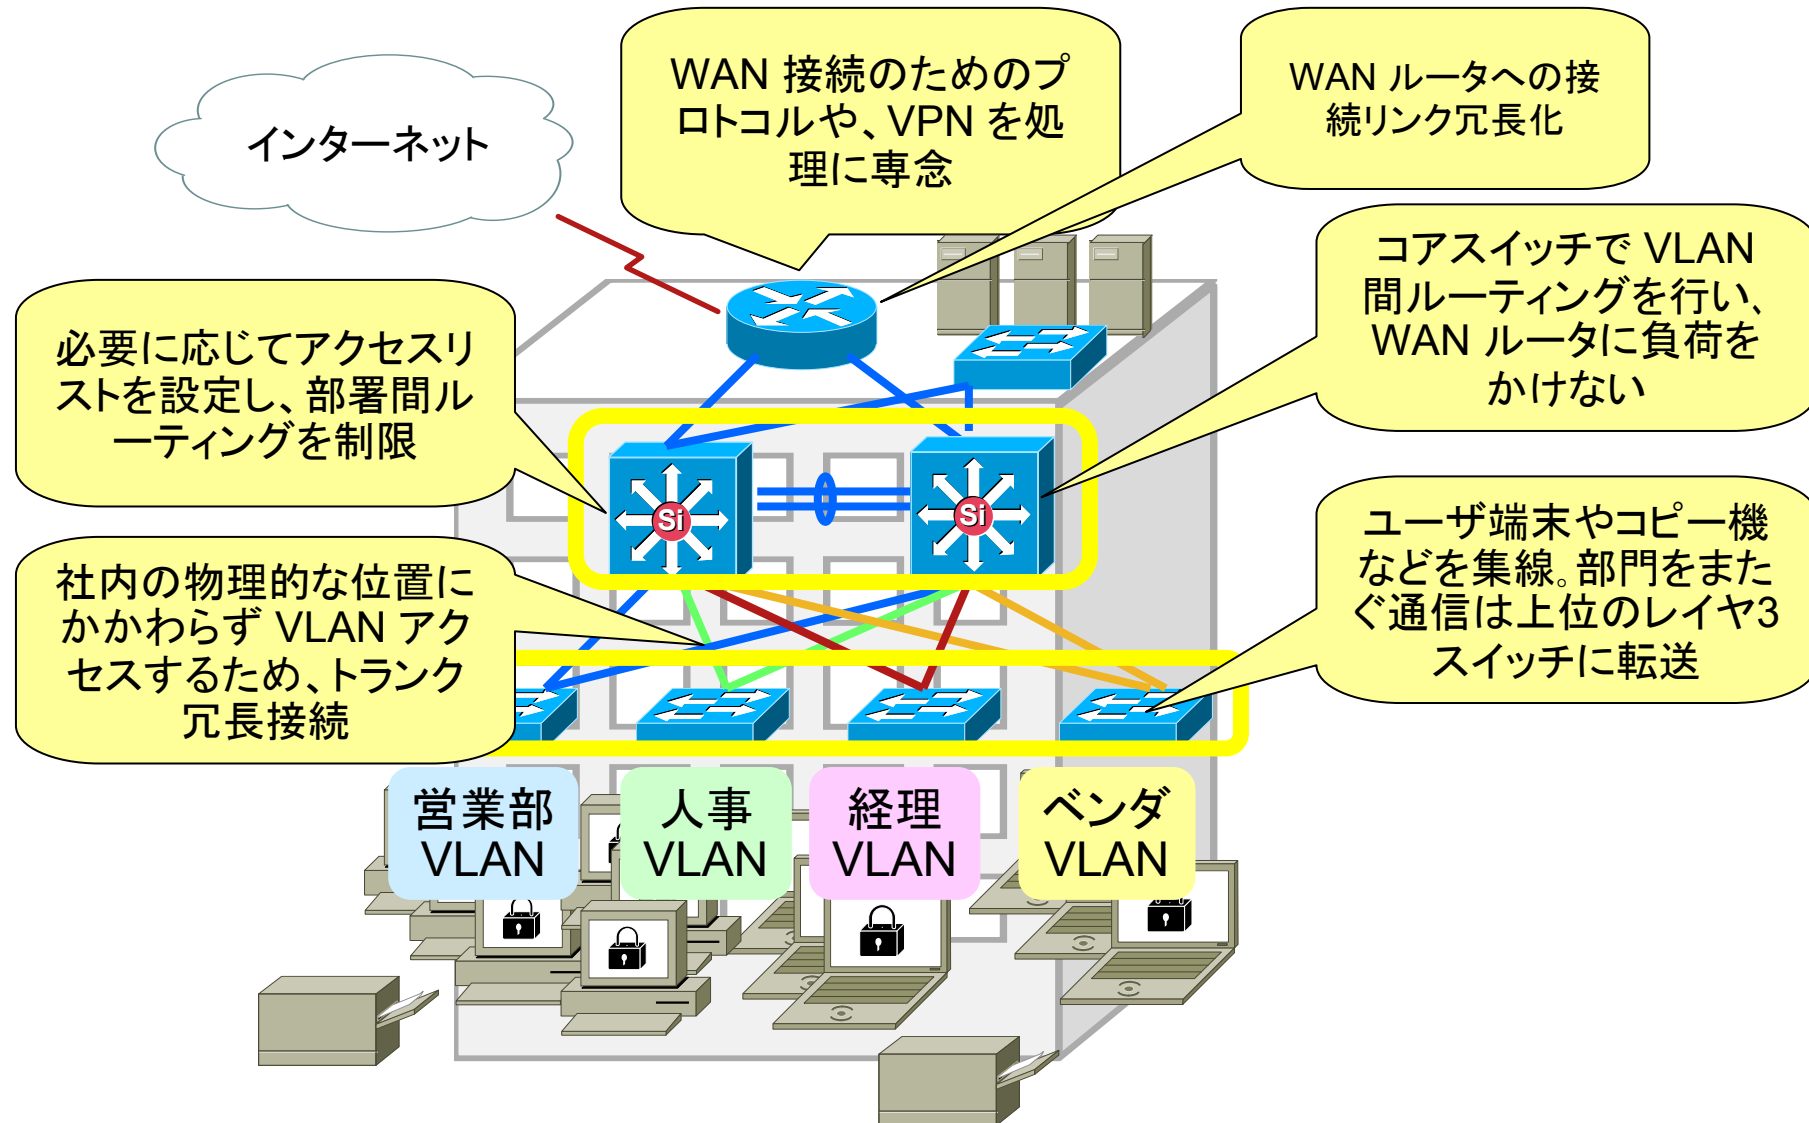 WAN 接続のためのプ
ロトコルや、VPN を処
理に専念
WAN ルータへの接
続リンク冗長化
インターネット
コアスイッチで VLAN
間ルーティングを行い、
WAN ルータに負荷を
かけない
必要に応じてアクセスリ
ストを設定し、部署間ル
ーティングを制限
Si
Si
ユーザ端末やコピー機
などを集線。部門をまた
ぐ通信は上位のレイヤ3
スイッチに転送
社内の物理的な位置に
かかわらず VLAN アク
セスするため、トランク
冗長接続
営業部
VLAN
人事
VLAN
経理
VLAN
ベンダ
VLAN